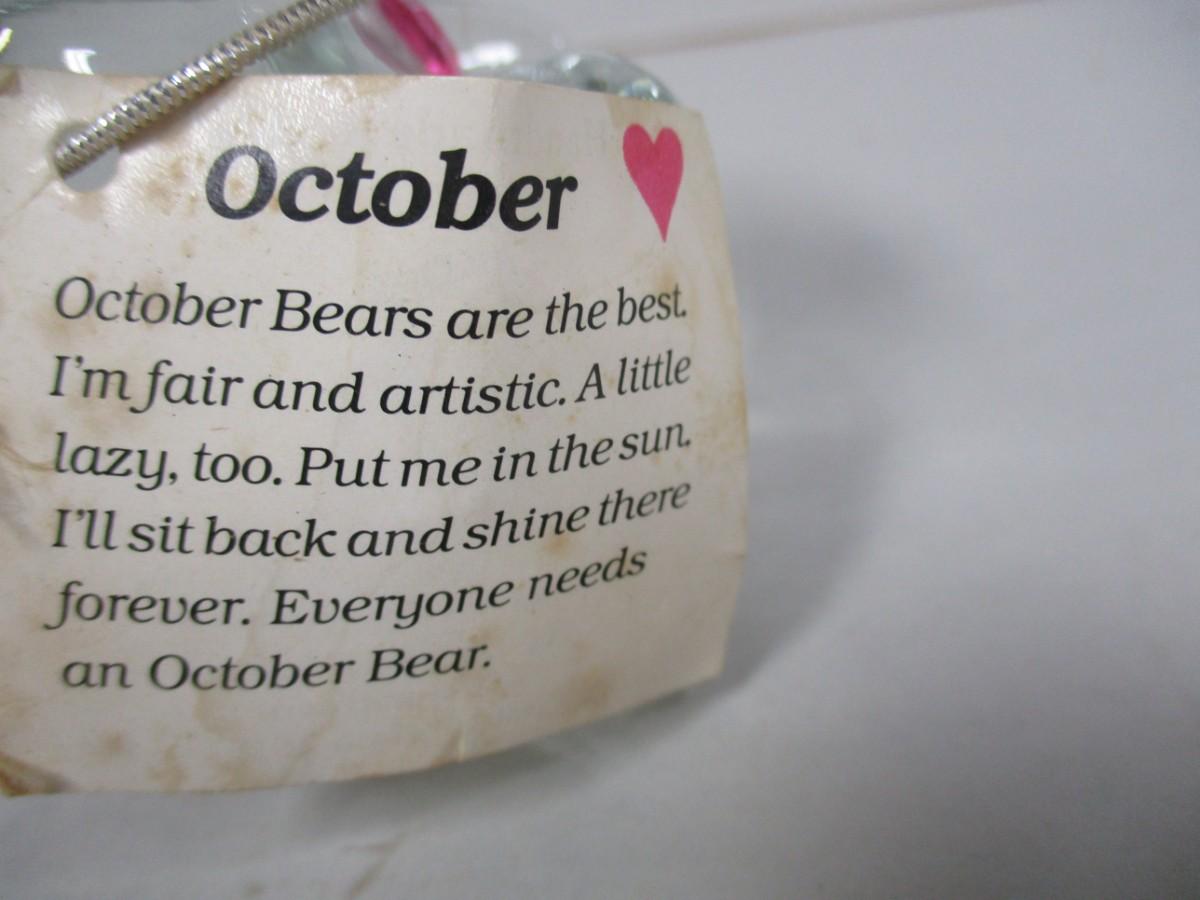 October
October Bears are the best.
I'm fair and artistic. A little
lazy, too. Put me in the sun.
I'll sit back and shine there
forever. Everyone needs
an October Bear.